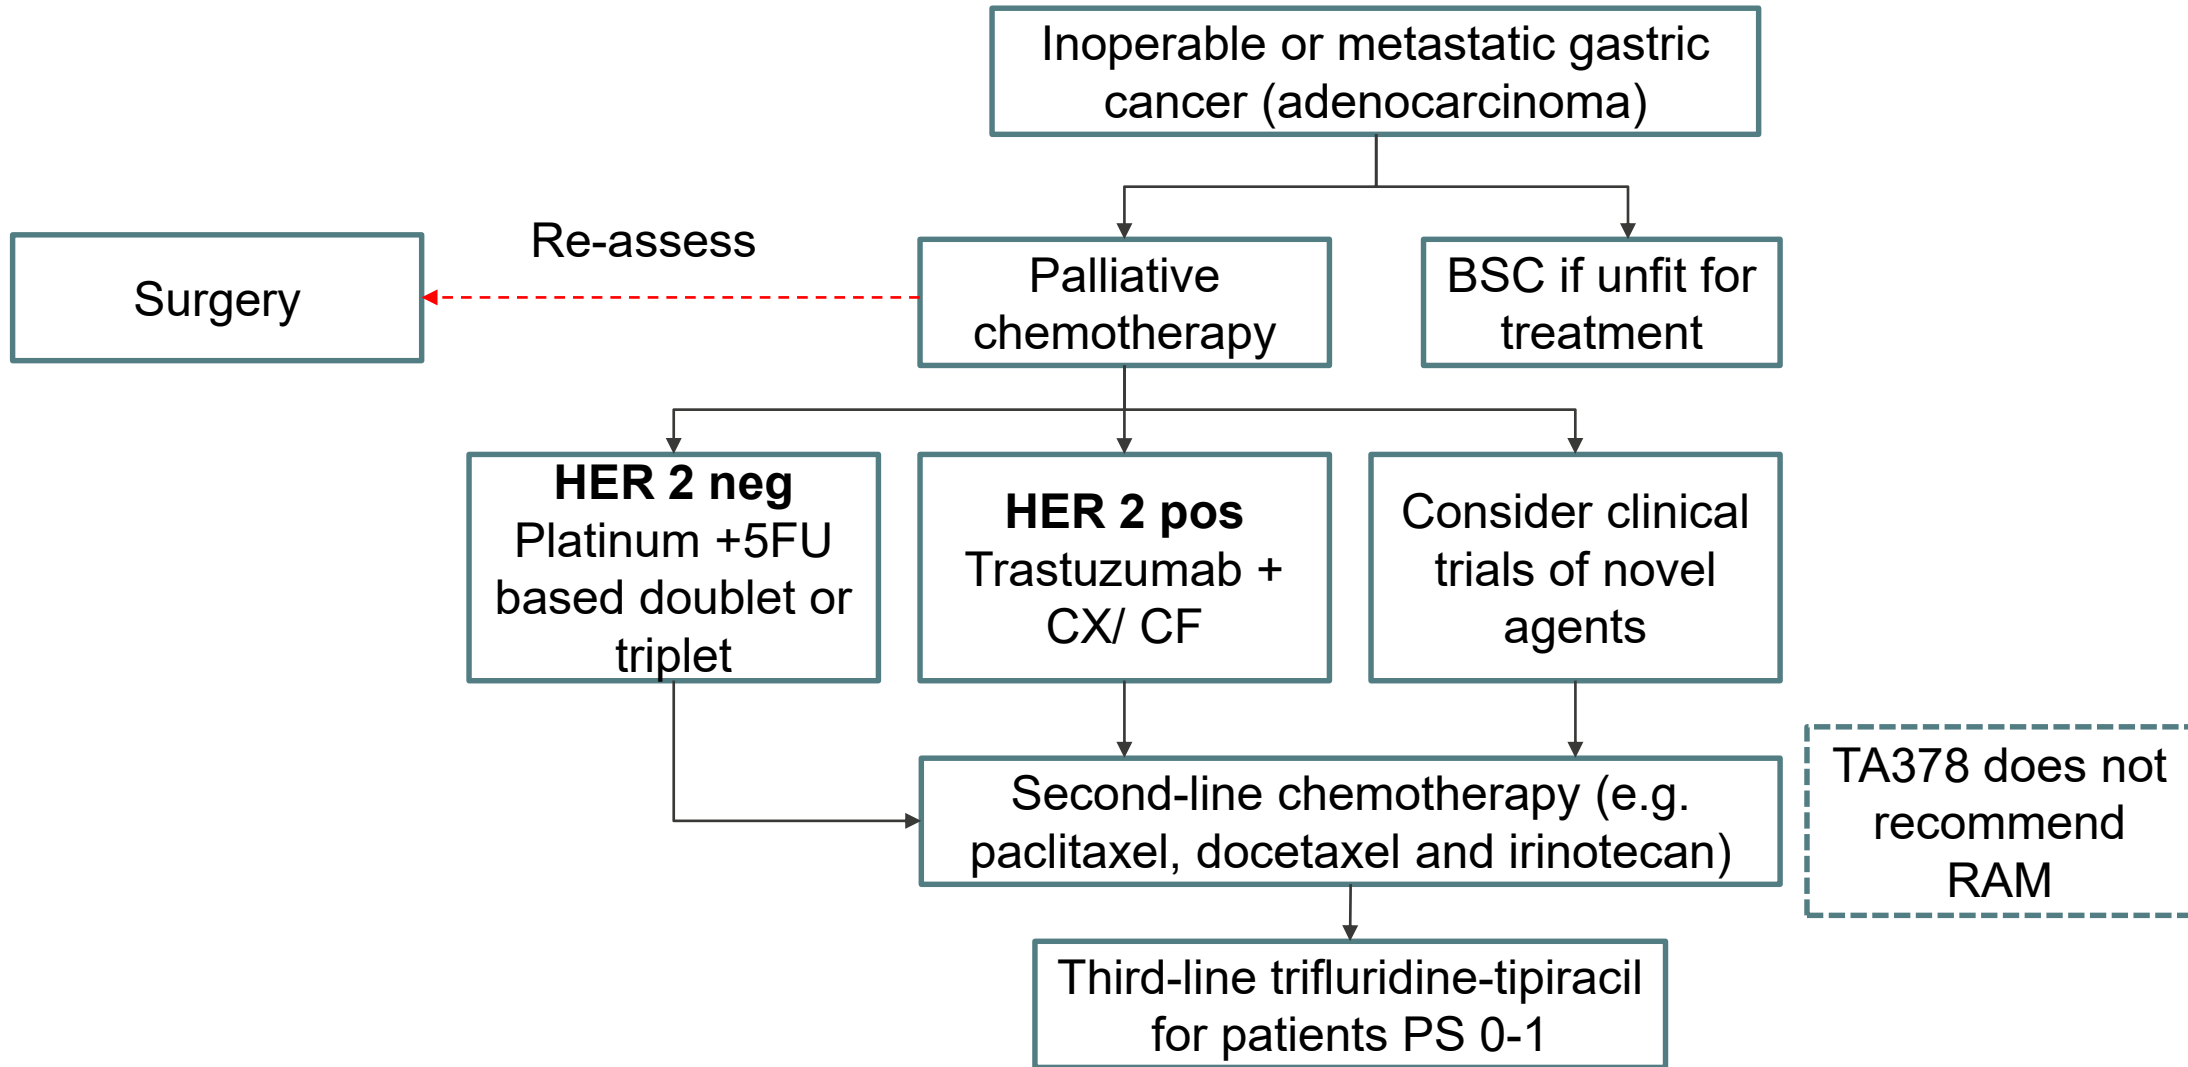 Inoperable or metastatic gastric
cancer (adenocarcinoma)
Re-assess
Surgery
Palliative
chemotherapy
BSC if unfit for
treatment
HER 2 neg
Platinum +5FU
based doublet or
triplet
HER 2 pos
Trastuzumab +
CX/ CF
Consider clinical
trials of novel
agents
Second-line chemotherapy (e.g.
paclitaxel, docetaxel and irinotecan)
TA378 does not
recommend
RAM
Third-line trifluridine-tipiracil
for patients PS 0-1